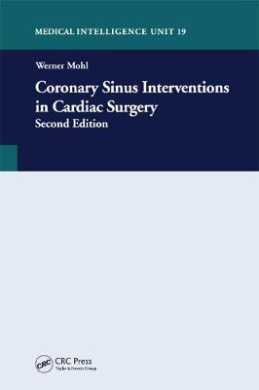 MEDICAL INTELLIGENCE UNIT 19
Werner Mohl
Coronary Sinus Interventions
in Cardiac Surgery
Second Edition
CRC Press
Taylor & Francis Group